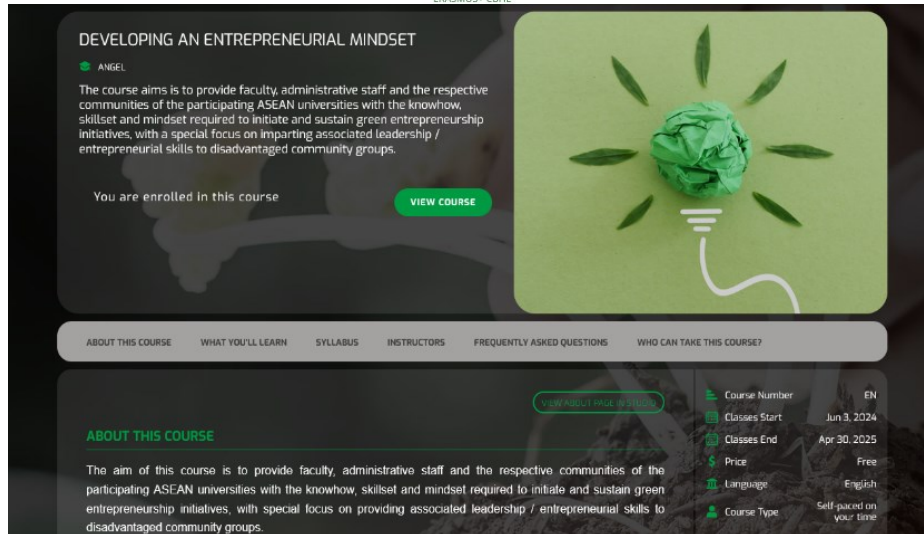 DEVELOPING AN ENTREPRENEURIAL MINDSET
ANGEL
The course aims is to provide faculty, administrative staff and the respective
communities of the participating ASEAN universities with the knowhow,
skillset and mindset required to initiate and sustain green entrepreneurship
initiatives, with a special focus on imparting associated leadership /
entrepreneurial skills to disadvantaged community groups.
You are enrolled in this course
VIEW COURSE
ABOUT THIS COURSE WHAT YOU'LL LEARN SYLLABUS INSTRUCTORS FREQUENTLY ASKED QUESTIONS WHO CAN TAKE THIS COURSE?
VIEW ABOUT PAGE IN STUDIO
ABOUT THIS COURSE
The aim of this course is to provide faculty, administrative staff and the respective communities of the
participating ASEAN universities with the knowhow, skillset and mindset required to initiate and sustain green
entrepreneurship initiatives, with special focus on providing associated leadership / entrepreneurial skills to
disadvantaged community groups.
Course Number EN
Classes Start Jun 3, 2024
Classes End Apr 30, 2025
Price Free
Language English
Course Type Self-paced on
your time